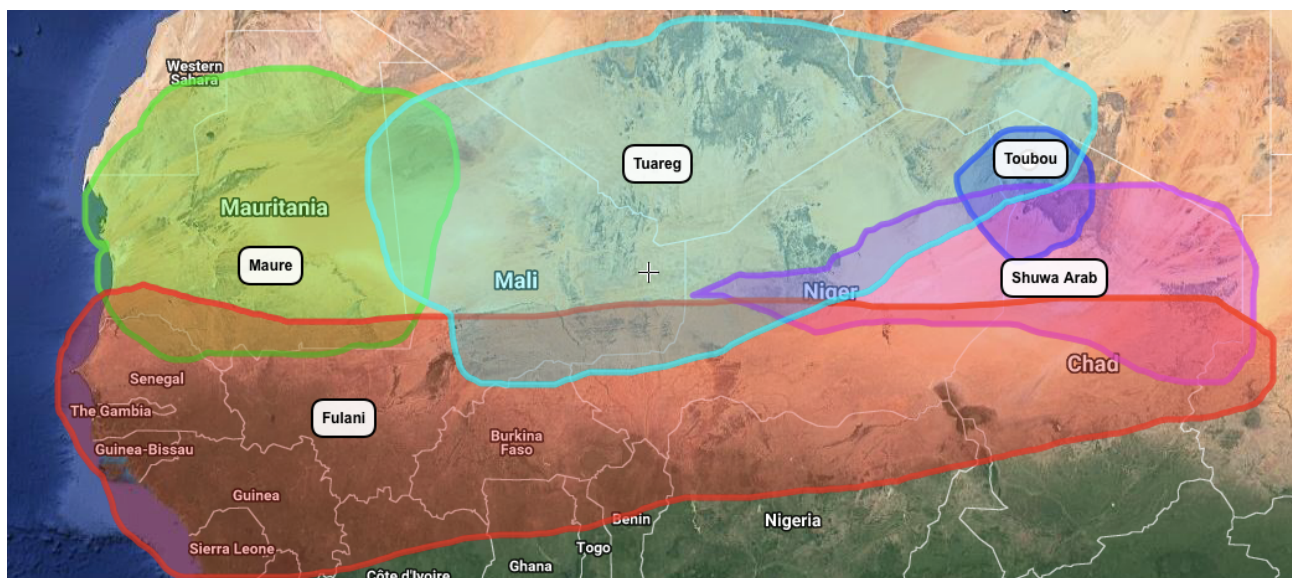 Western
Sahara
Tuareg
Toubou
Mauritania
Maure
Mali
Niger
Shuwa Arab
Chad
Senegal
The Gambia
Fulani
Guinea-Bissau
Burkina
Faso
Guinea
Benin
Nigeria
Sierra Leone
Togo
Ghana
Côte d'Ivoire